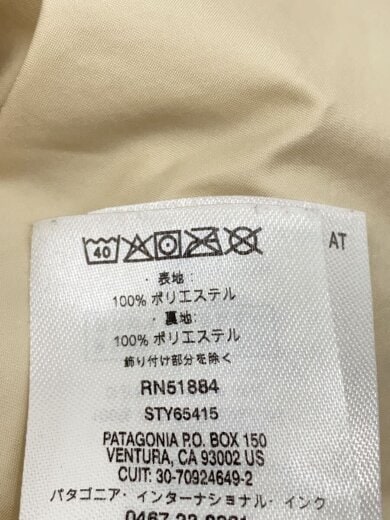 40
AT
・表地:
100% ポリエステル
・裏地:
100% ポリエステル
飾り付け部分を除く
RN51884
STY65415
PATAGONIA P.O. BOX 150
VENTURA, CA 93002 US
CUIT: 30-70924649-2
パタゴニア・インターナショナル・インク